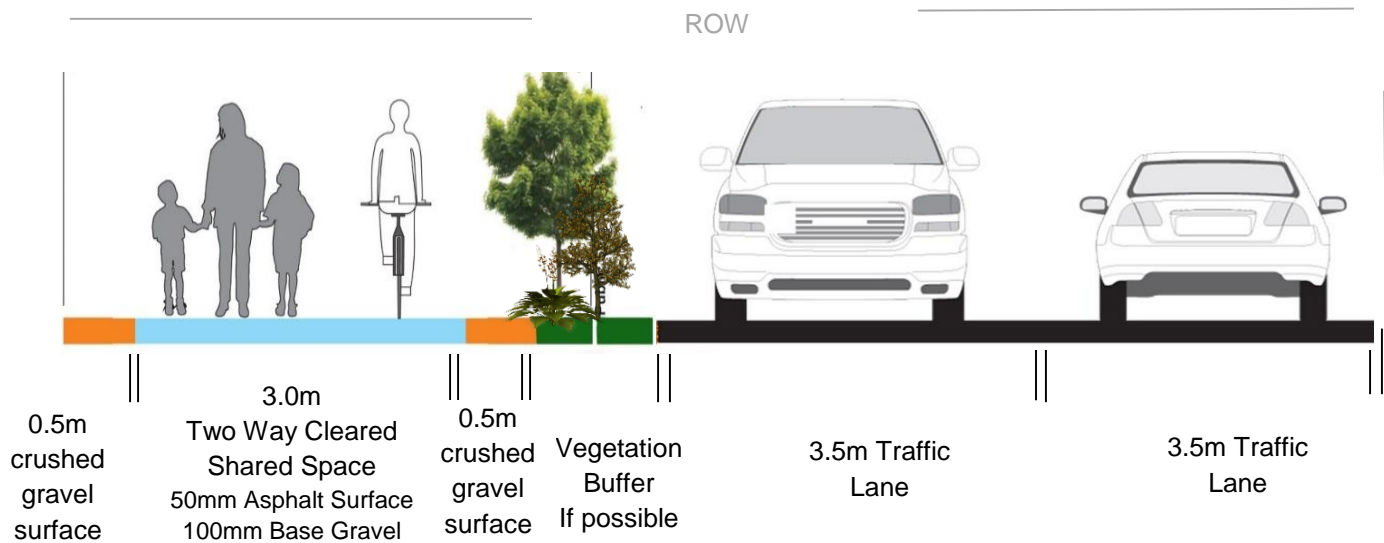 ROW
0.5m
crushed
gravel
surface
3.0m
Two Way Cleared
Shared Space
50mm Asphalt Surface
100mm Base Gravel
0.5m
crushed
gravel
surface
Vegetation
Buffer
If possible
3.5m Traffic
Lane
3.5m Traffic
Lane